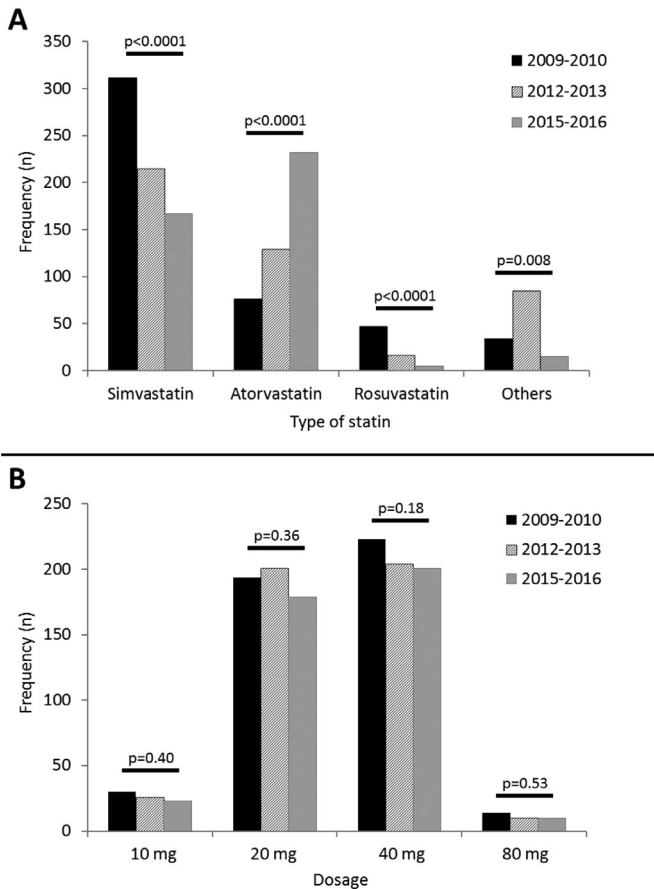 A
350
300
250
200
150
100
50
0
Frequency (n)
p<0.0001
p<0.0001
p<0.0001
p=0.008
2009-2010
2012-2013
2015-2016
Simvastatin Atorvastatin Rosuvastatin Others
Type of statin
B
250
200
150
100
50
0
Frequency (n)
p=0.40
p=0.36
p=0.18
p=0.53
2009-2010
2012-2013
2015-2016
10 mg 20 mg 40 mg 80 mg
Dosage